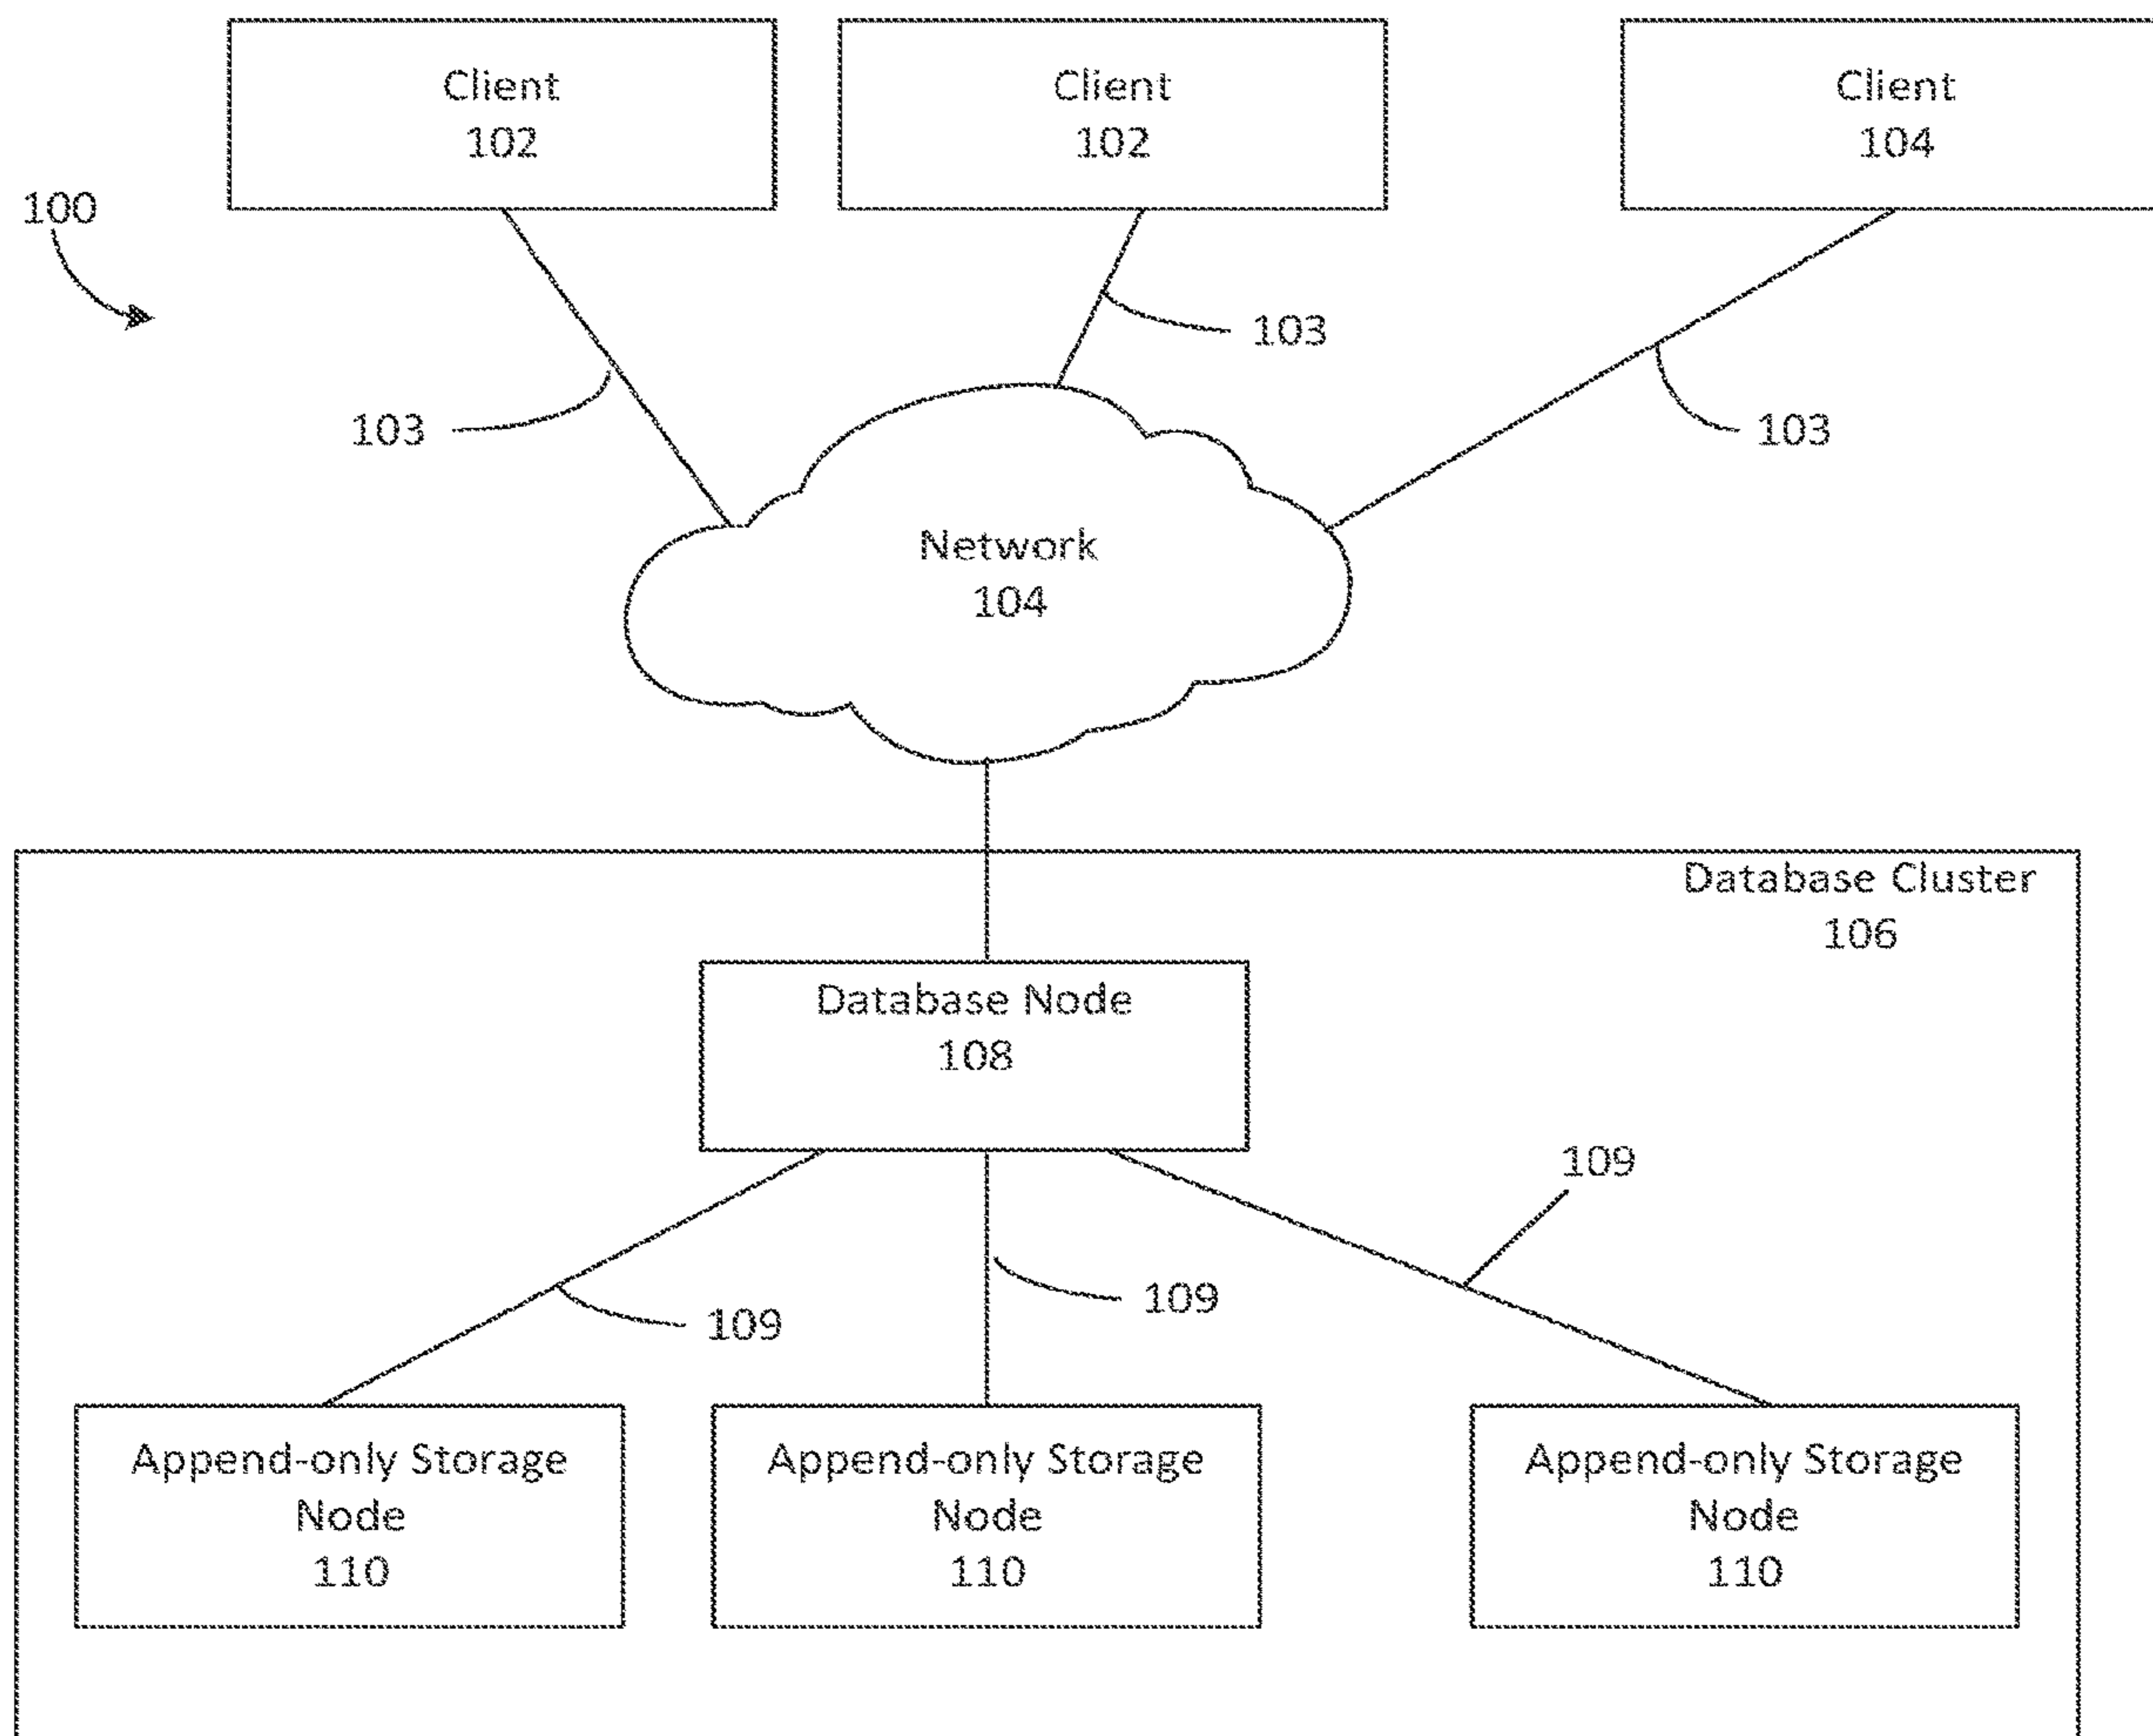 Client
102
Client
102
Client
104
100
103
103
103
Network
104
Database Cluster
106
Database Node
108
109
109
109
Append-only Storage
Node
110
Append-only Storage
Node
110
Append-only Storage
Node
110